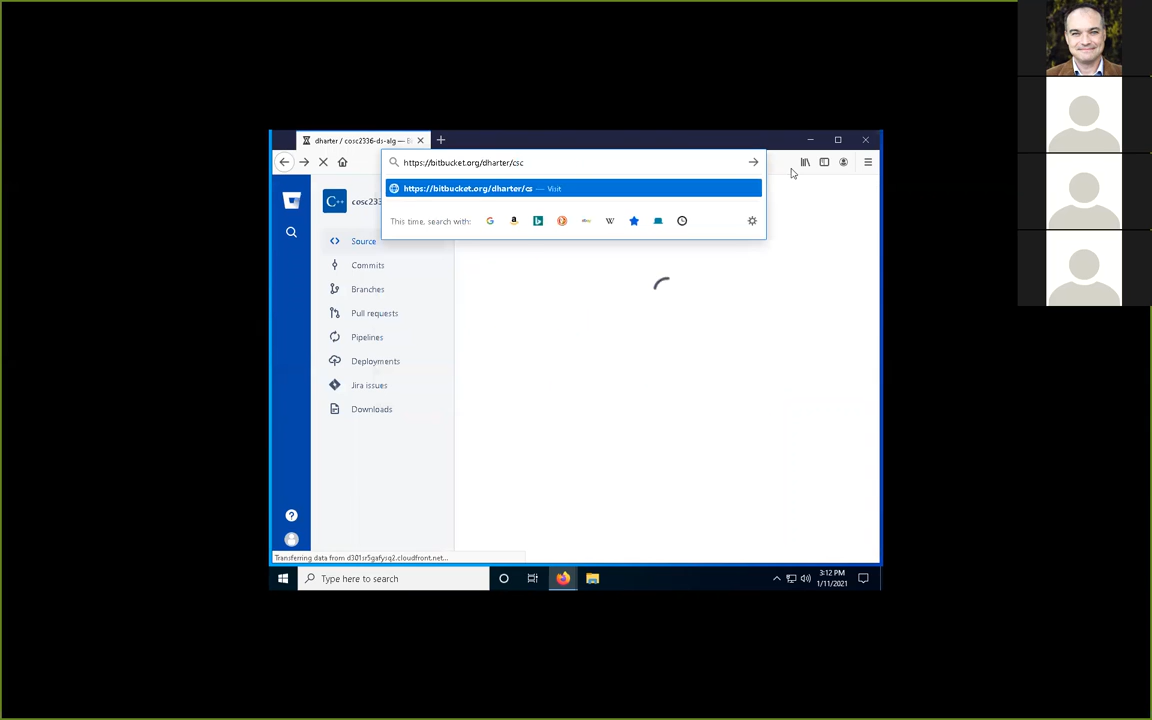 dharter / cosc2336-ds-alg — B
https://bitbucket.org/dharter/csc
https://bitbucket.org/dharter/cs — Visit
This time, search with:
C++
cosc233
Source
Commits
Branches
Pull requests
Pipelines
Deployments
Jira issues
Downloads
Transferring data from d301sr5gafysq2.cloudfront.net...
Type here to search
3:12 PM
1/11/2021